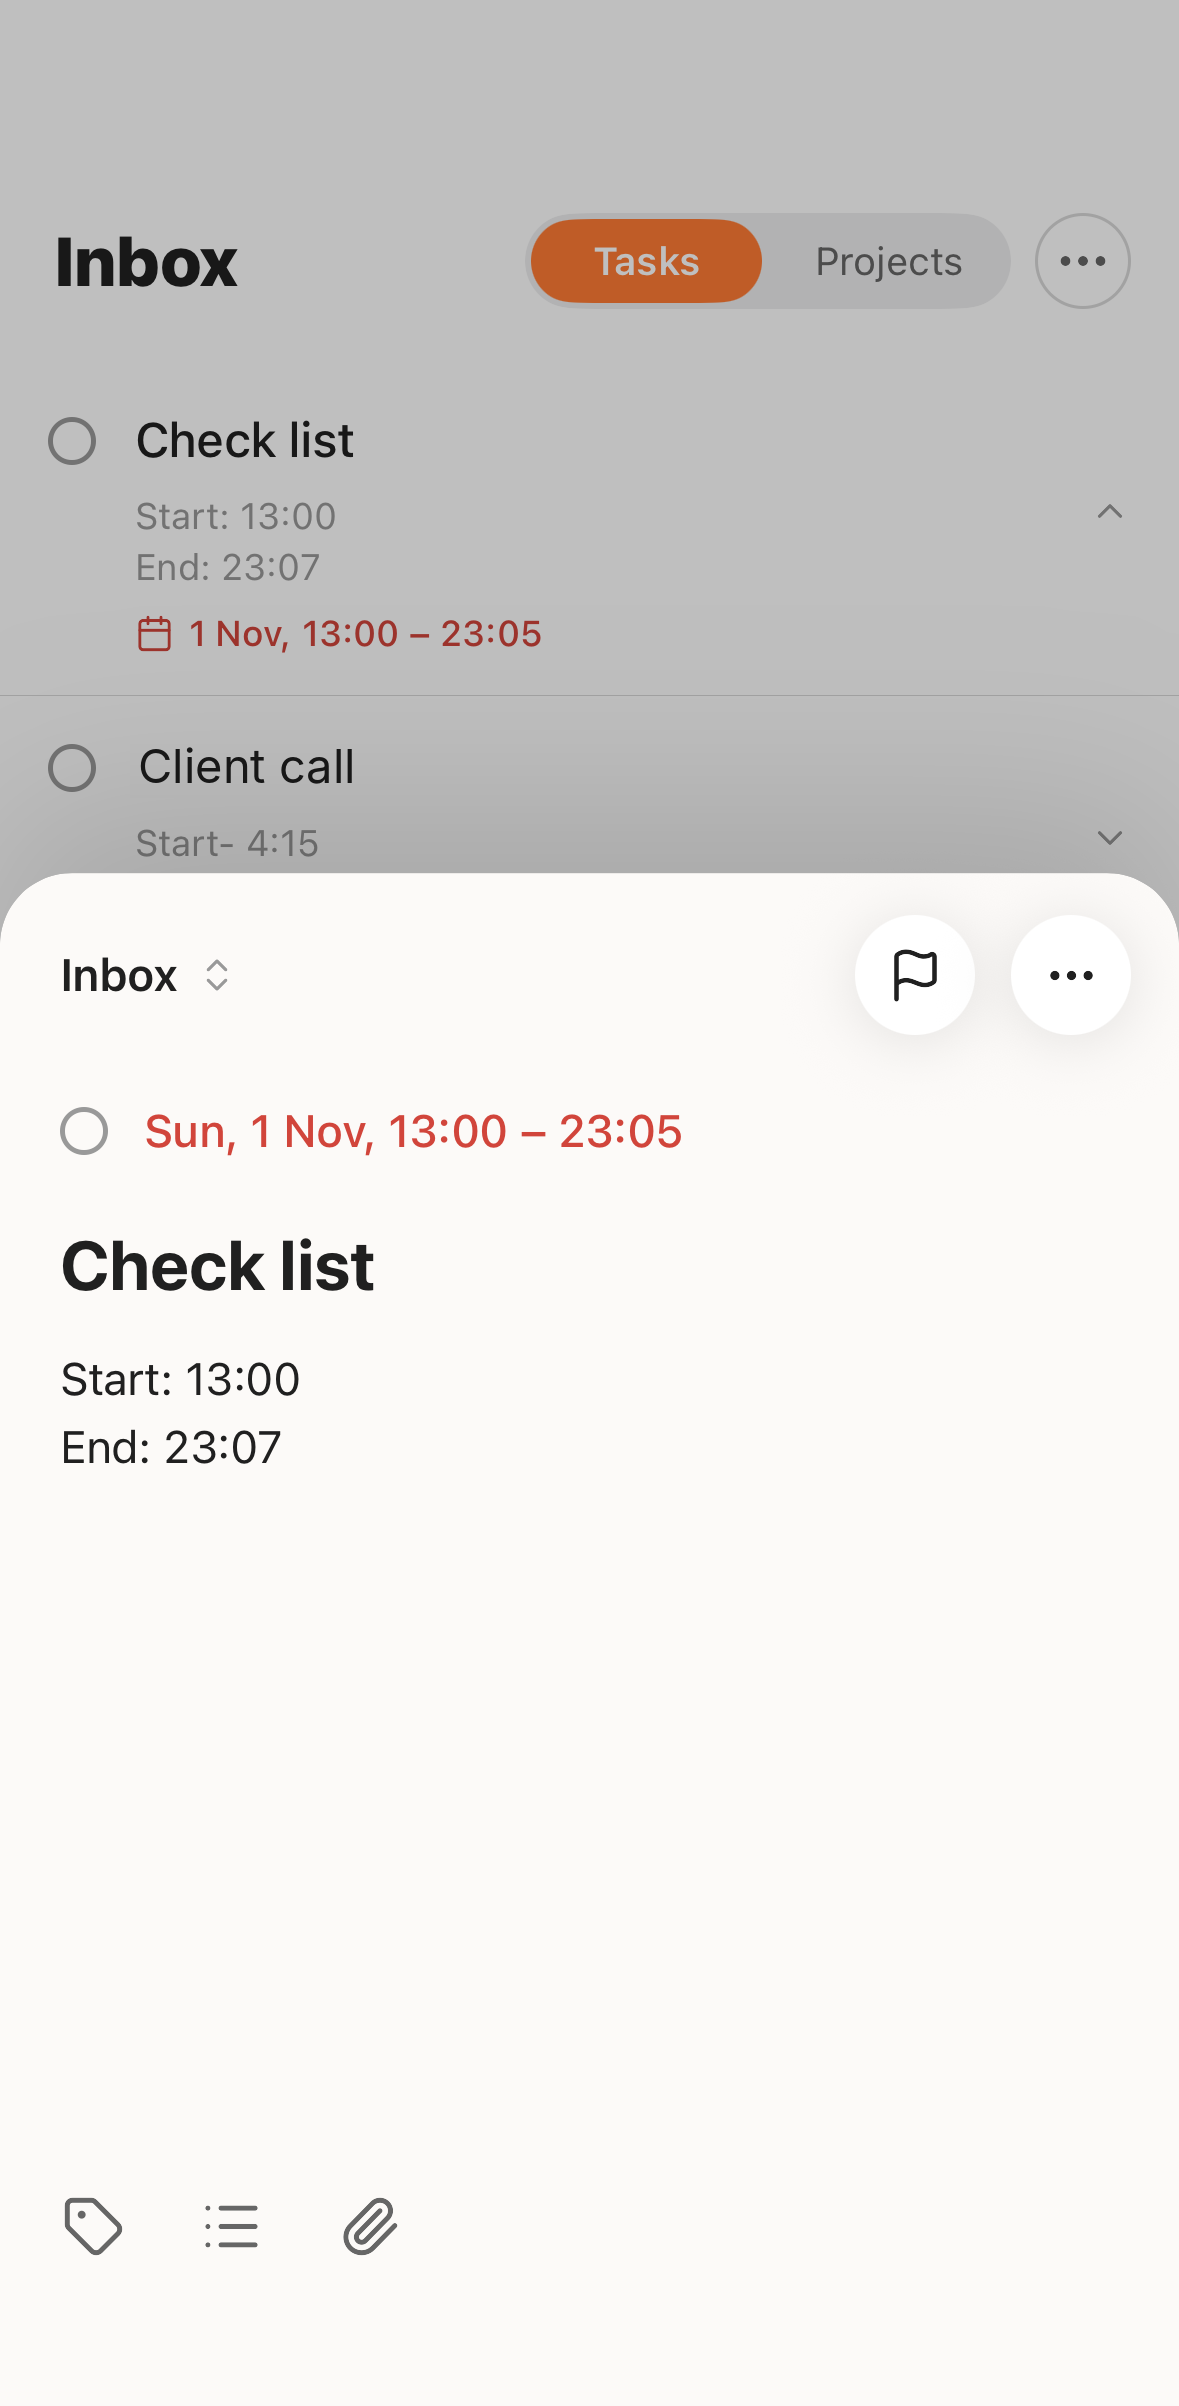 Inbox
Tasks
Projects
Check list
Start: 13:00
End: 23:07
1 Nov, 13:00 – 23:05
Client call
Start- 4:15
Inbox
Sun, 1 Nov, 13:00 – 23:05
Check list
Start: 13:00
End: 23:07